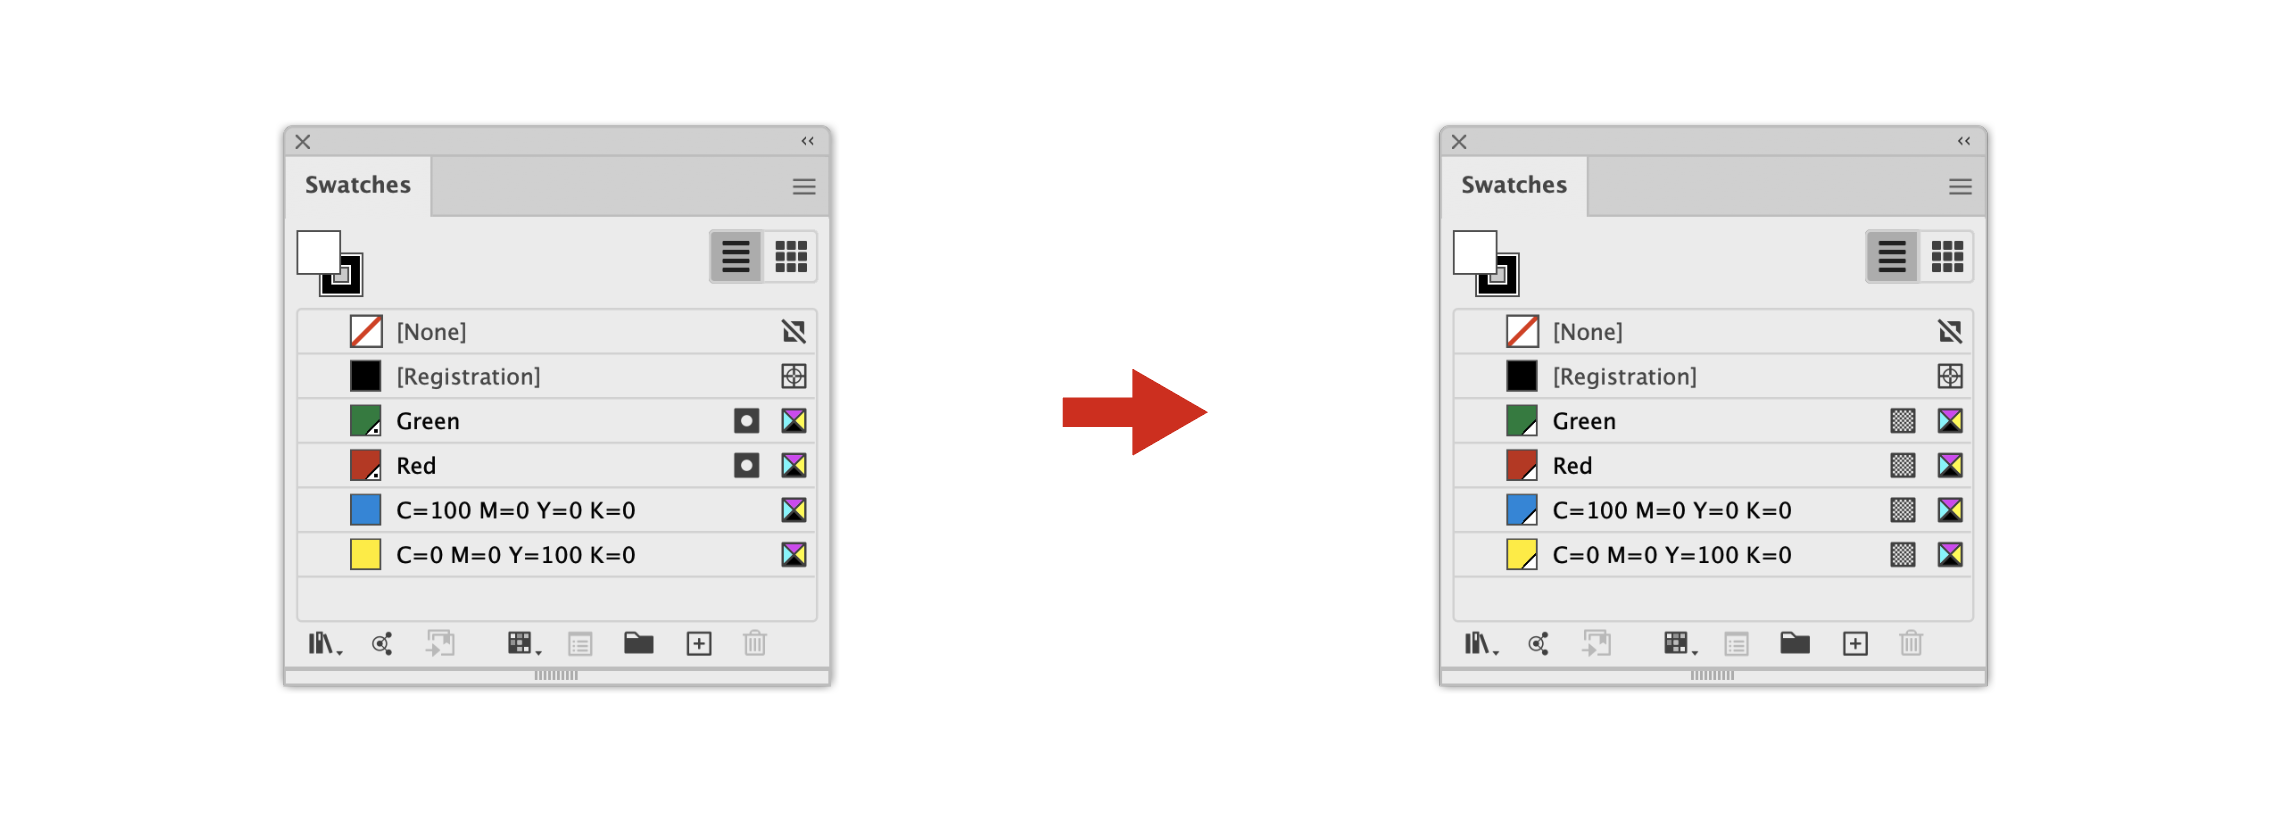 Swatches
[None]
[Registration]
Green
Red
C=100 M=0 Y=0 K=0
C=0 M=0 Y=100 K=0
Swatches
[None]
[Registration]
Green
Red
C=100 M=0 Y=0 K=0
C=0 M=0 Y=100 K=0